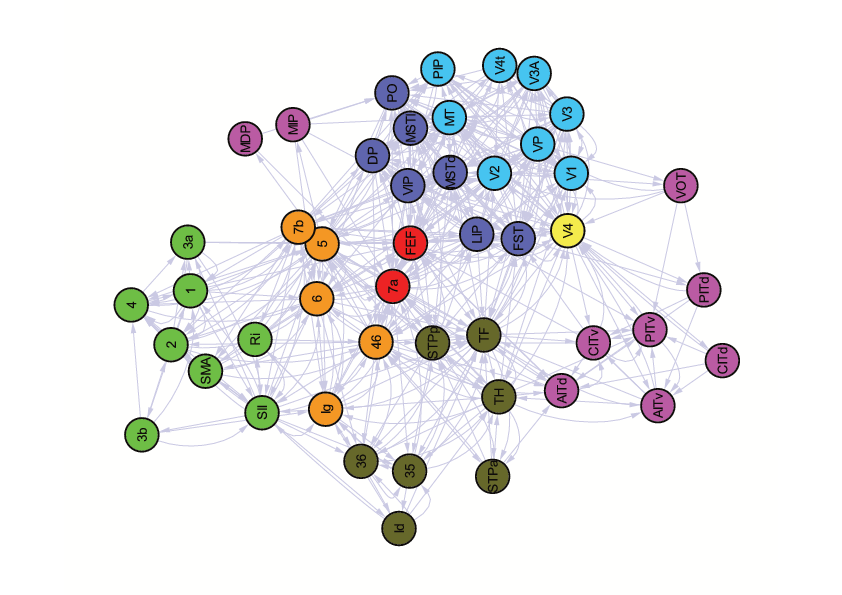 PIP
V4t
V3A
PO
MSTl
MT
V3
MDP
MIP
DP
VP
VIP
MSTd
V2
V1
VOT
7b
5
3a
FEF
LIP
FST
V4
7a
1
6
4
PITd
2
Ri
46
STPp
TF
CITv
PITv
CITd
SMA
SII
Ig
TH
AITd
AITv
3b
36
35
STPa
Id